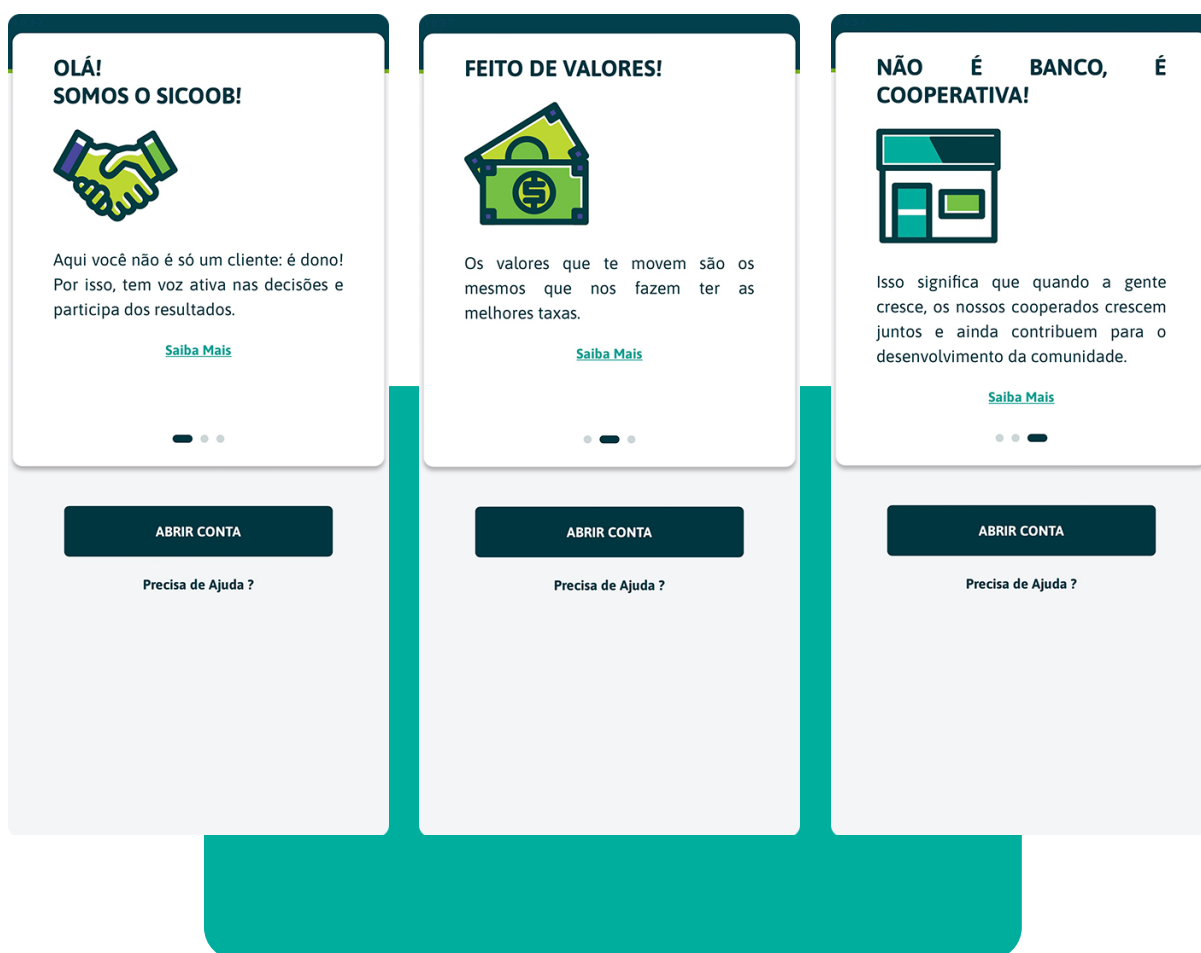 OLÁ!
SOMOS O SICOOB!
Aqui você não é só um cliente: é dono!
Por isso, tem voz ativa nas decisões e
participa dos resultados.
Saiba Mais
ABRIR CONTA
Precisa de Ajuda ?
FEITO DE VALORES!
Os valores que te movem são os
mesmos que nos fazem ter as
melhores taxas.
Saiba Mais
ABRIR CONTA
Precisa de Ajuda ?
NÃO É BANCO, É
COOPERATIVA!
Isso significa que quando a gente
cresce, os nossos cooperados crescem
juntos e ainda contribuem para o
desenvolvimento da comunidade.
Saiba Mais
ABRIR CONTA
Precisa de Ajuda ?